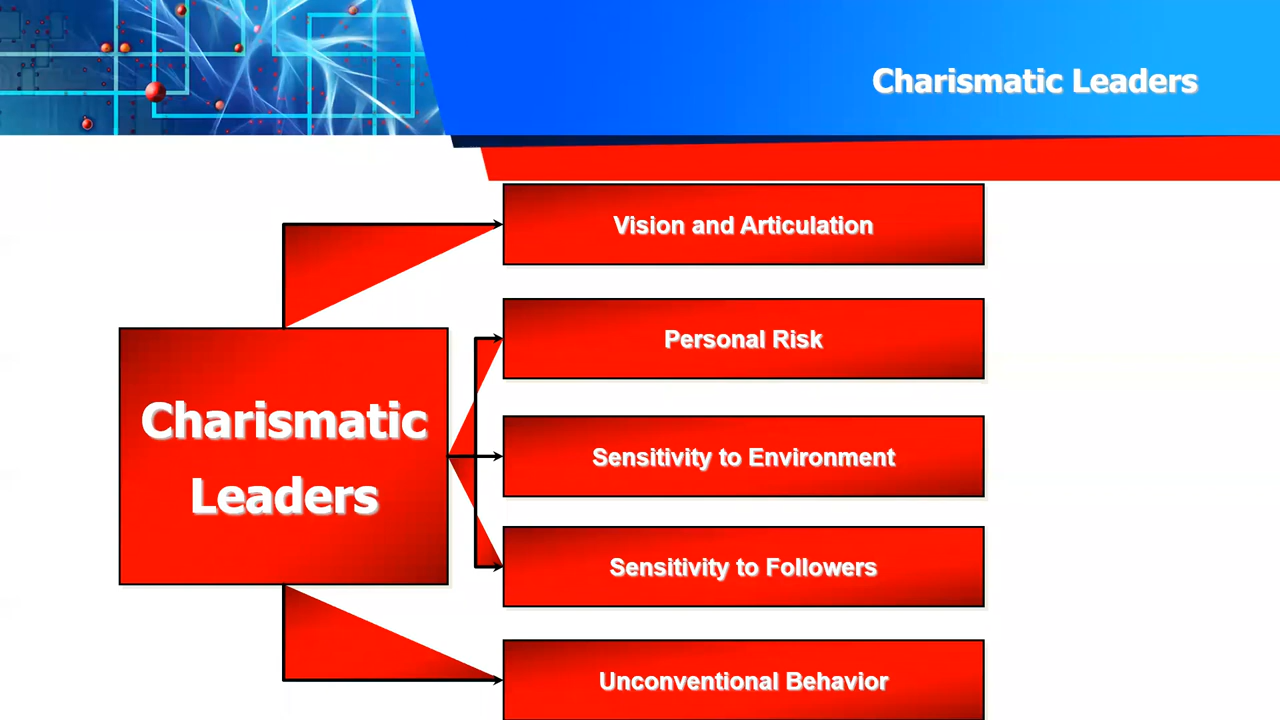 Charismatic Leaders
Vision and Articulation
Personal Risk
Charismatic
Leaders
Sensitivity to Environment
Sensitivity to Followers
Unconventional Behavior